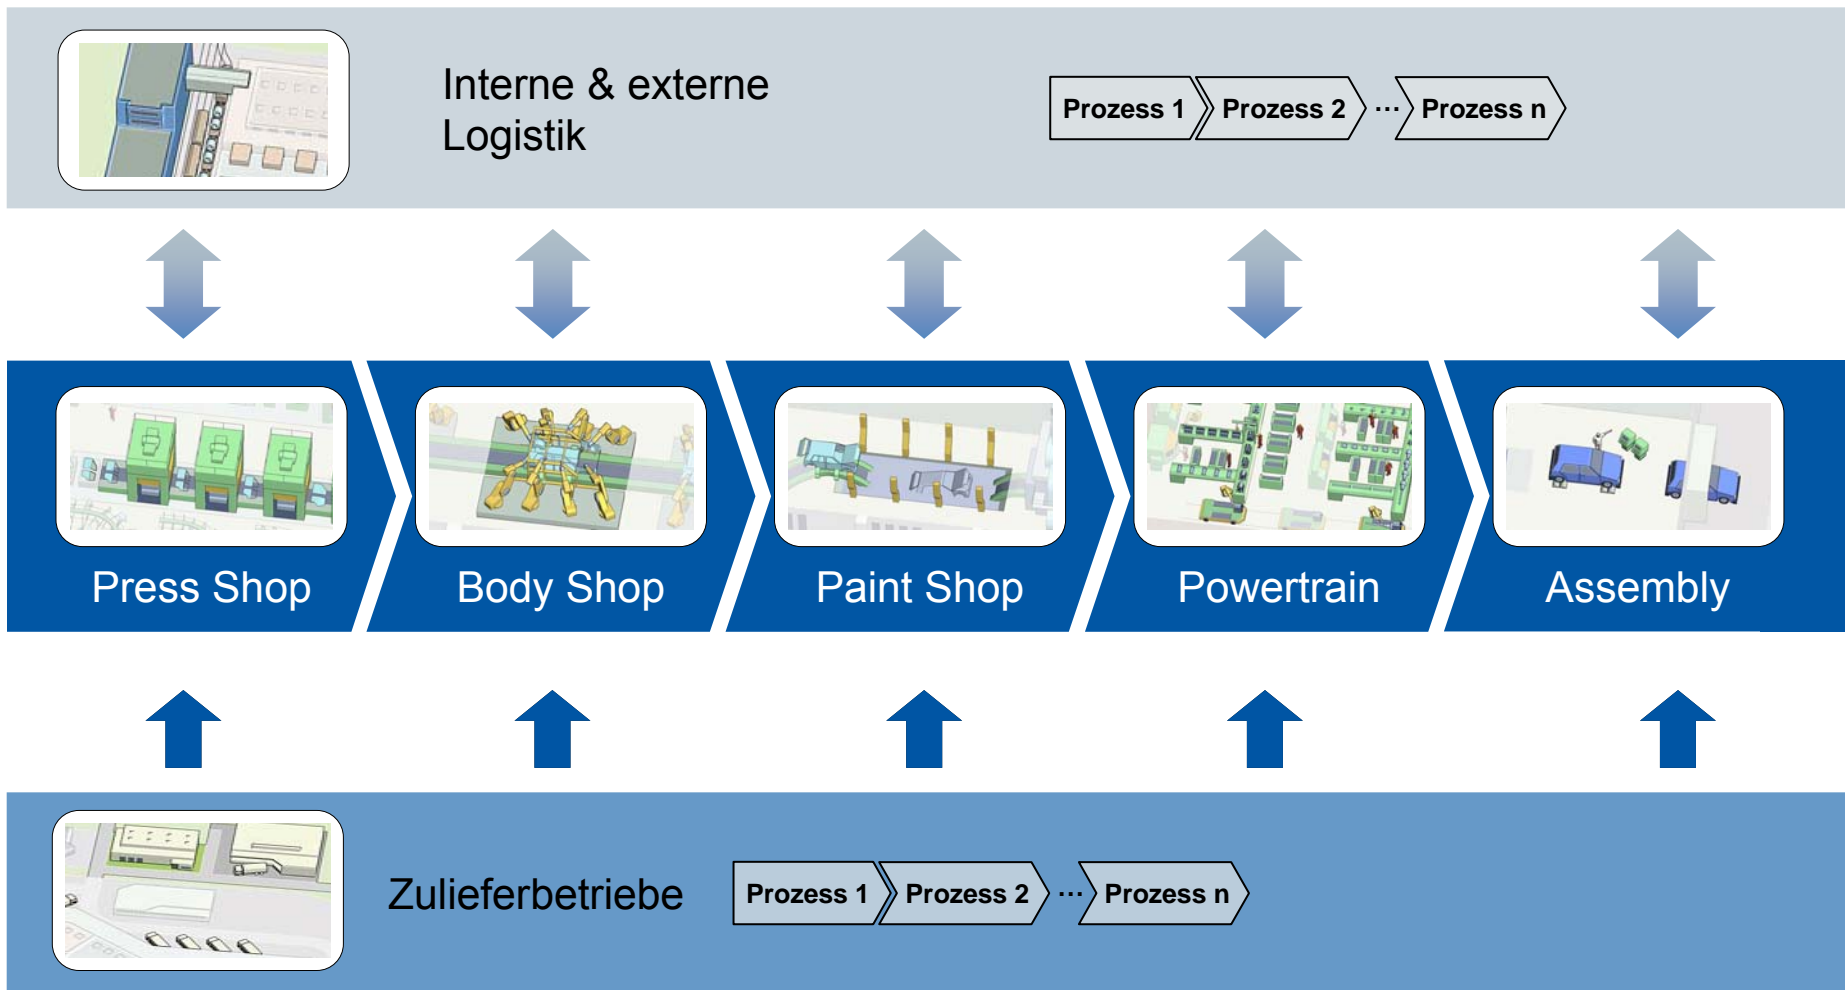 Interne & externe
Logistik
Prozess 1 Prozess 2 ... Prozess n
Press Shop Body Shop Paint Shop Powertrain Assembly
Zulieferbetriebe
Prozess 1 Prozess 2 ... Prozess n